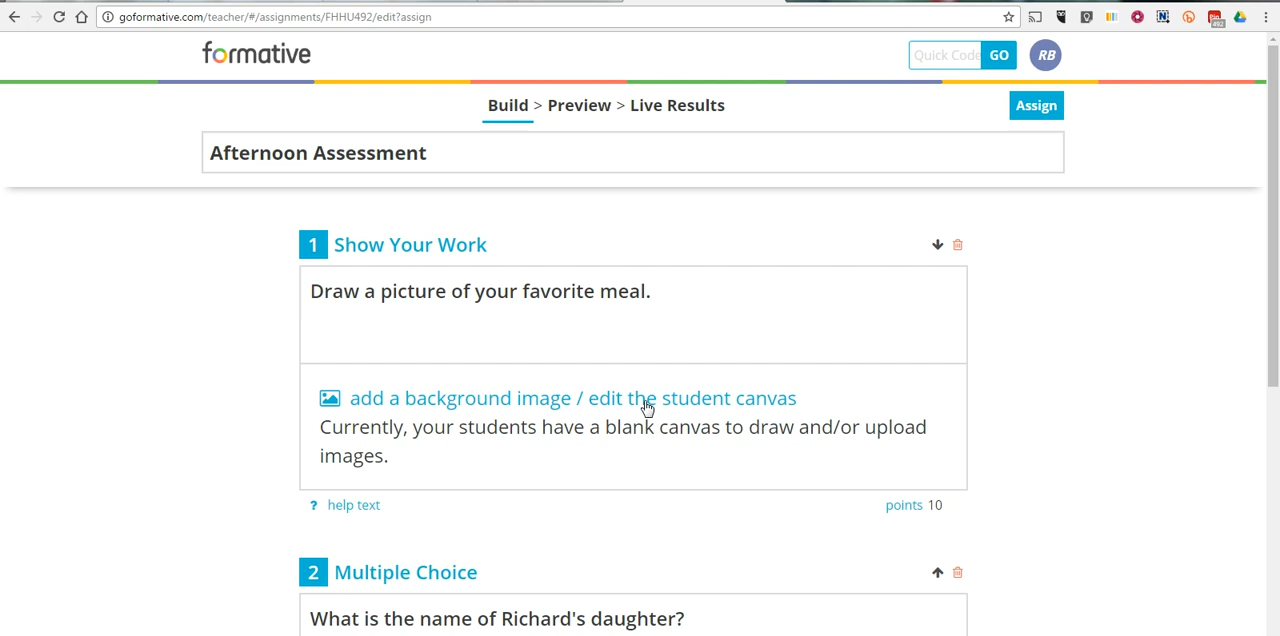 goformative.com/teacher/#/assignments/FHHU492/edit?assign
492
formative
Quick Code GO RB
Build > Preview > Live Results
Assign
Afternoon Assessment
1 Show Your Work
Draw a picture of your favorite meal.
add a background image / edit the student canvas
Currently, your students have a blank canvas to draw and/or upload
images.
? help text
points 10
2 Multiple Choice
What is the name of Richard's daughter?